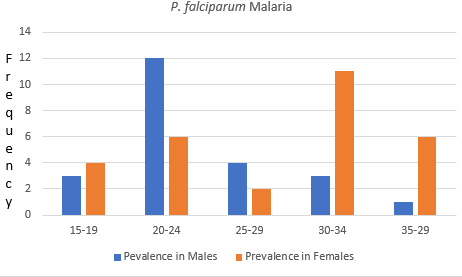 P. falciparum Malaria
14
12
10
8
6
4
2
0
Frequency
15-19 20-24 25-29 30-34 35-29
Pevalence in Males Prevalence in Females